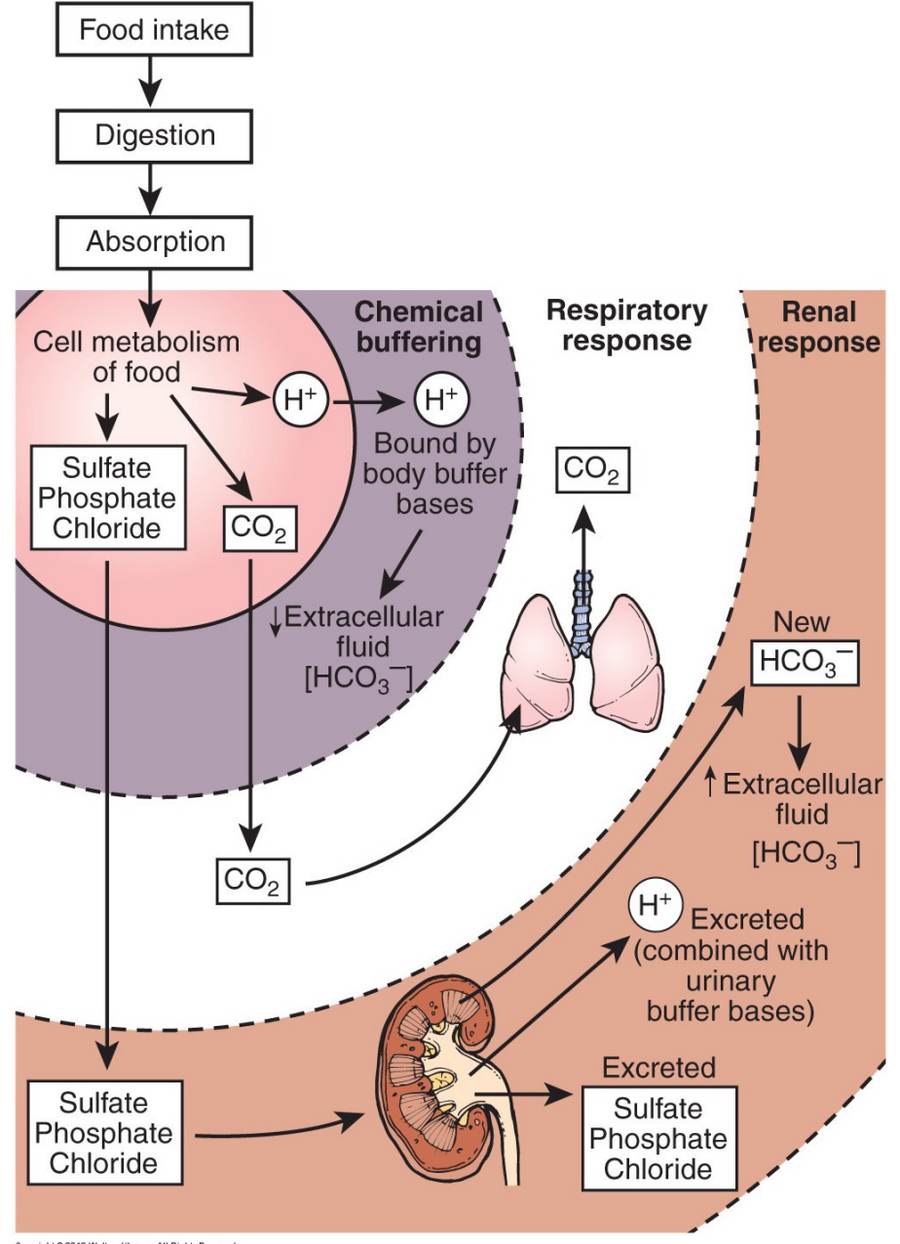 Food intake
Digestion
Absorption
Cell metabolism
of food
H⁺
Sulfate
Phosphate
Chloride
CO₂
Chemical
buffering
H⁺
Bound by
body buffer
bases
↓Extracellular
fluid
[HCO₃⁻]
Respiratory
response
CO₂
CO₂
Renal
response
New
HCO₃⁻
↑Extracellular
fluid
[HCO₃⁻]
H⁺
Excreted
(combined with
urinary
buffer bases)
Sulfate
Phosphate
Chloride
Excreted
Sulfate
Phosphate
Chloride